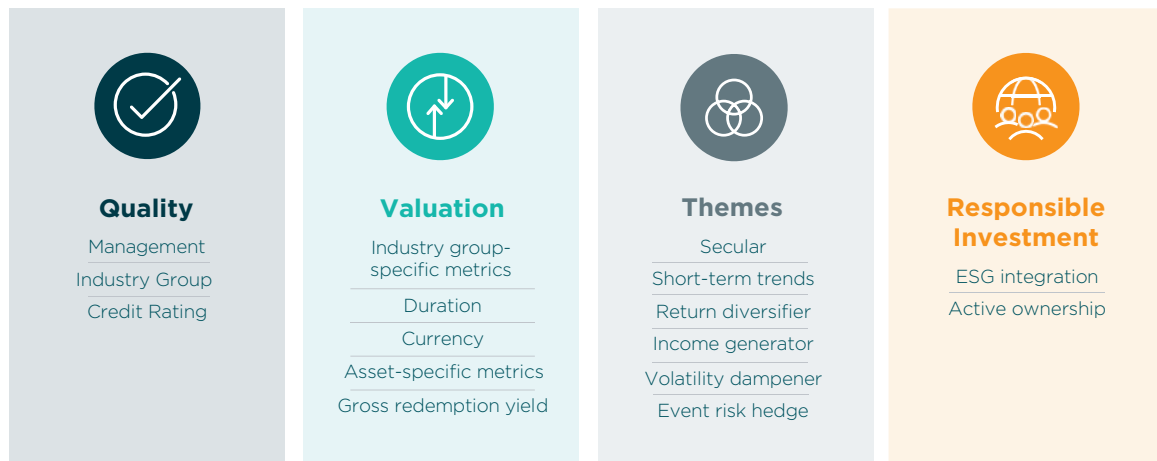 Quality
Management
Industry Group
Credit Rating
Valuation
Industry group-
specific metrics
Duration
Currency
Asset-specific metrics
Gross redemption yield
Themes
Secular
Short-term trends
Return diversifier
Income generator
Volatility dampener
Event risk hedge
Responsible
Investment
ESG integration
Active ownership